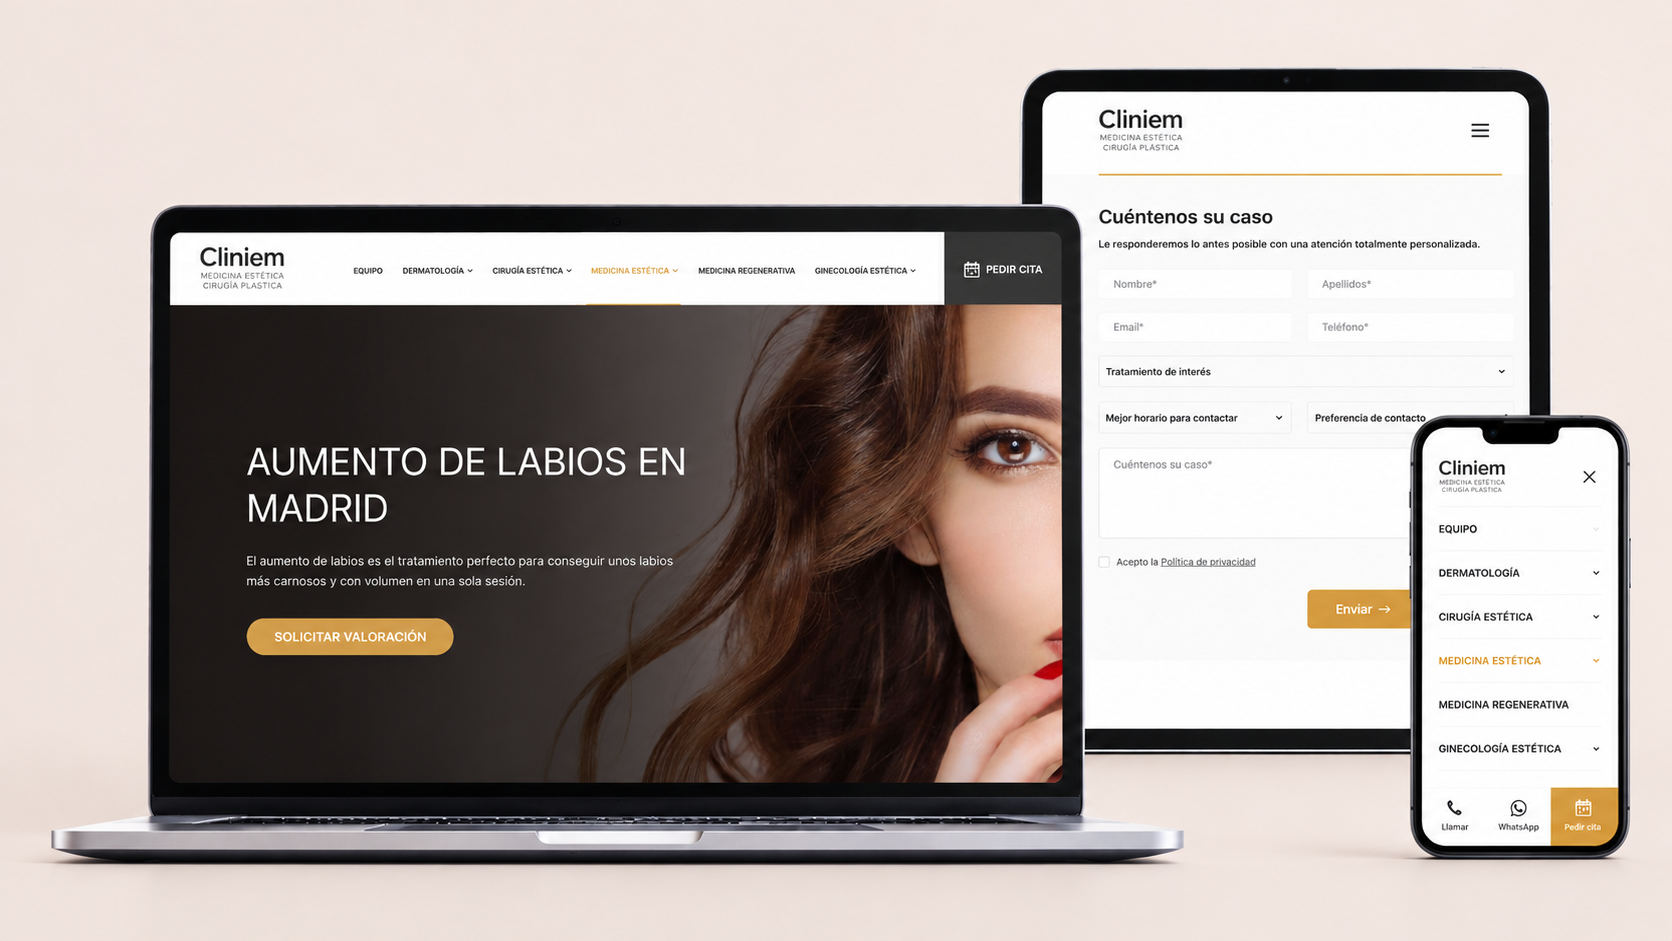 Cliniem
MEDICINA ESTÉTICA
CIRUGÍA PLASTICA
EQUIPO
DERMATOLOGÍA
CIRUGÍA ESTÉTICA
MEDICINA ESTÉTICA
MEDICINA REGENERATIVA
GINECOLOGÍA ESTÉTICA
PEDIR CITA
AUMENTO DE LABIOS EN
MADRID
El aumento de labios es el tratamiento perfecto para conseguir unos labios
más carnosos y con volumen en una sola sesión.
SOLICITAR VALORACIÓN
Cliniem
MEDICINA ESTÉTICA
CIRUGÍA PLÁSTICA
Cuéntenos su caso
Le responderemos lo antes posible con una atención totalmente personalizada.
Nombre*
Apellidos*
Email*
Teléfono*
Tratamiento de interés
Mejor horario para contactar
Preferencia de contacto
Cuéntenos su caso*
Acepto la Política de privacidad
Enviar →
Cliniem
MEDICINA ESTÉTICA
CIRUGÍA PLASTICA
EQUIPO
DERMATOLOGÍA
CIRUGÍA ESTÉTICA
MEDICINA ESTÉTICA
MEDICINA REGENERATIVA
GINECOLOGÍA ESTÉTICA
Llamar
WhatsApp
Pedir cita